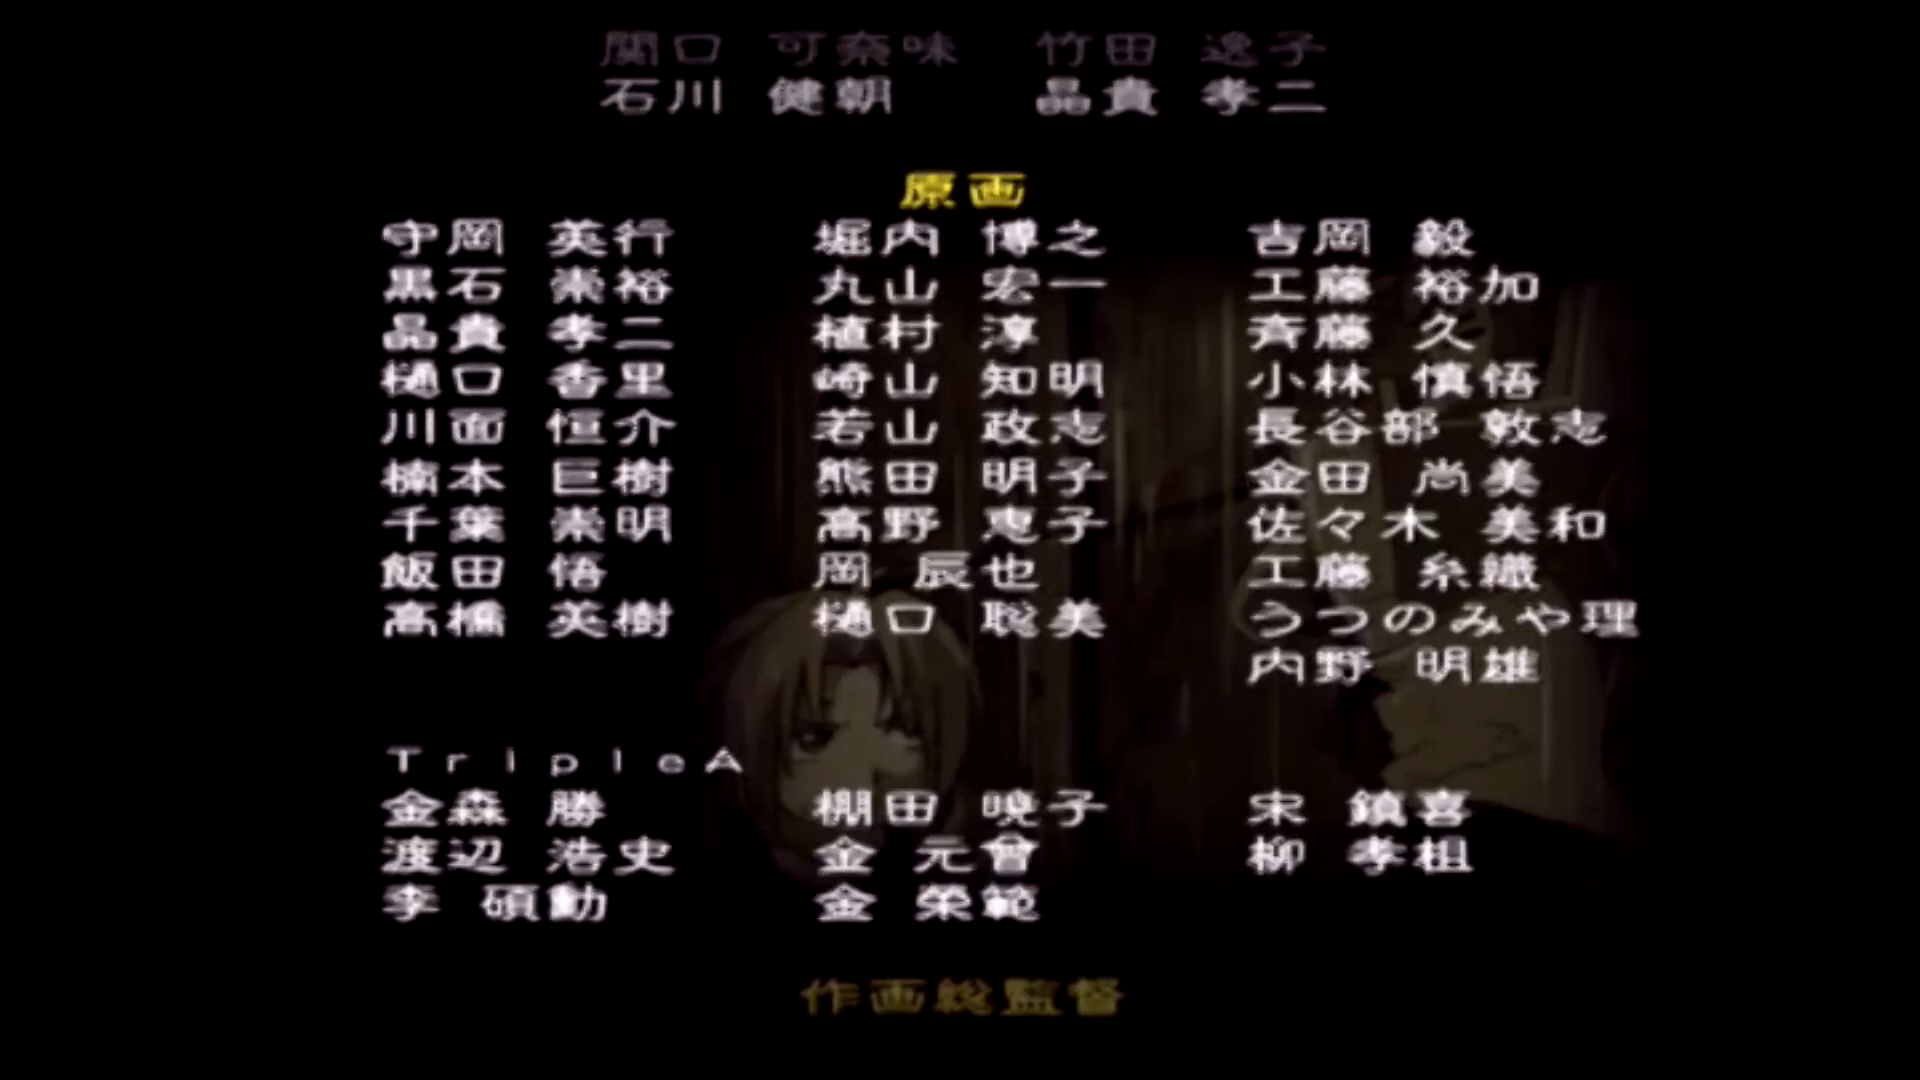 関口 可奈味 竹田 逸子
石川 健朝 晶貴 孝二
原画
守岡 英行 堀内 博之 吉岡 毅
黒石 崇裕 丸山 宏一 工藤 裕加
晶貴 孝二 植村 淳 斉藤 久
樋口 香里 崎山 知明 小林 慎悟
川面 恒介 若山 政志 長谷部 敦志
楠本 巨樹 熊田 明子 金田 尚美
千葉 崇明 高野 恵子 佐々木 美和
飯田 悟 岡 辰也 工藤 糸織
高橋 英樹 樋口 聡美 うつのみや理
内野 明雄
TripleA
金森 勝 棚田 暁子 宋 鎮喜
渡辺 浩史 金 元曾 柳 孝相
李 碩勳 金 榮範
作画総監督